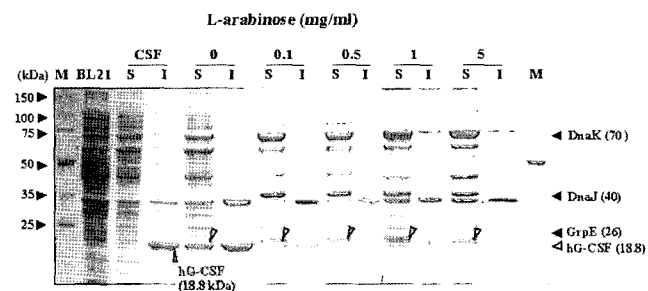 L-arabinose (mg/ml)
CSF 0 0.1 0.5 1 5
(kDa) M BL21 S I S I S I S I S I S I M
150
100
75
50
35
25
DnaK (70)
DnaJ (40)
GrpE (26)
hG-CSF (18.8)
hG-CSF
(18.8 kDa)